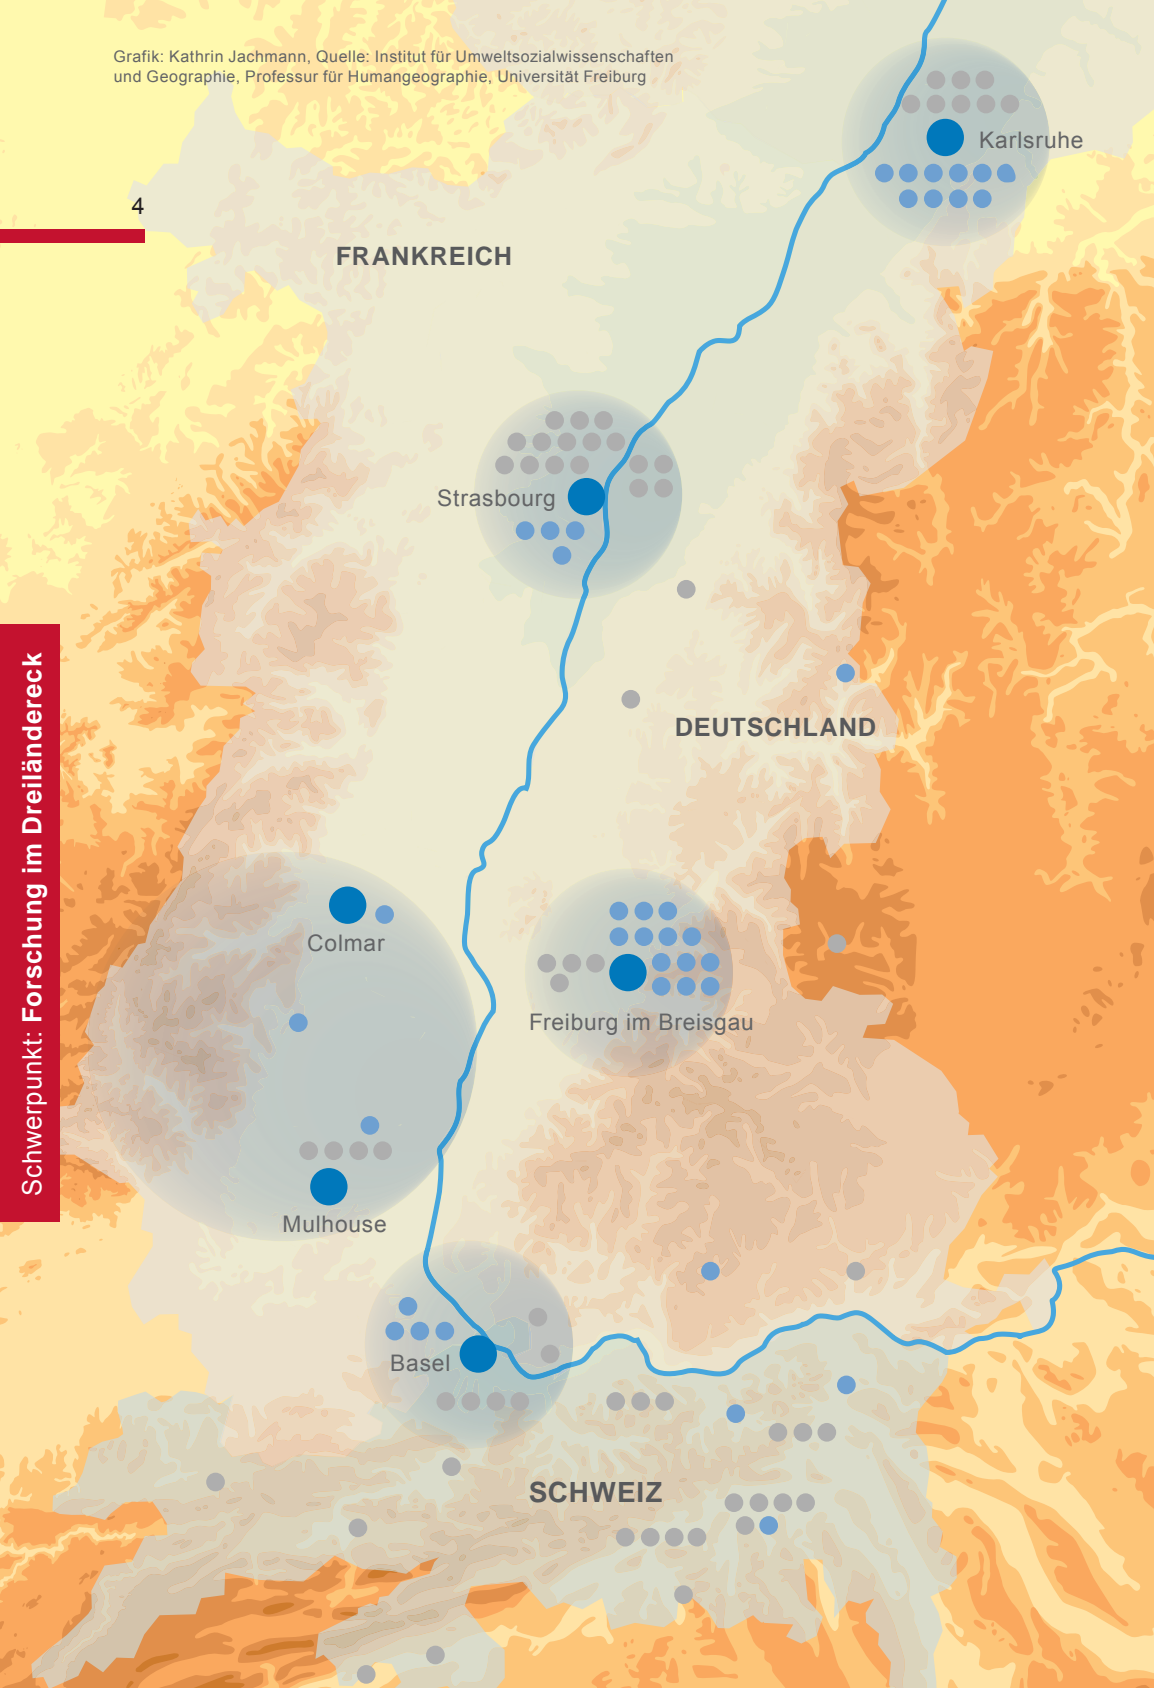 Grafik: Kathrin Jachmann, Quelle: Institut für Umweltsozialwissenschaften
und Geographie, Professur für Humangeographie, Universität Freiburg
Karlsruhe
4
FRANKREICH
Strasbourg
DEUTSCHLAND
Schwerpunkt: Forschung im Dreiländereck
Colmar
Freiburg im Breisgau
Mulhouse
Basel
SCHWEIZ